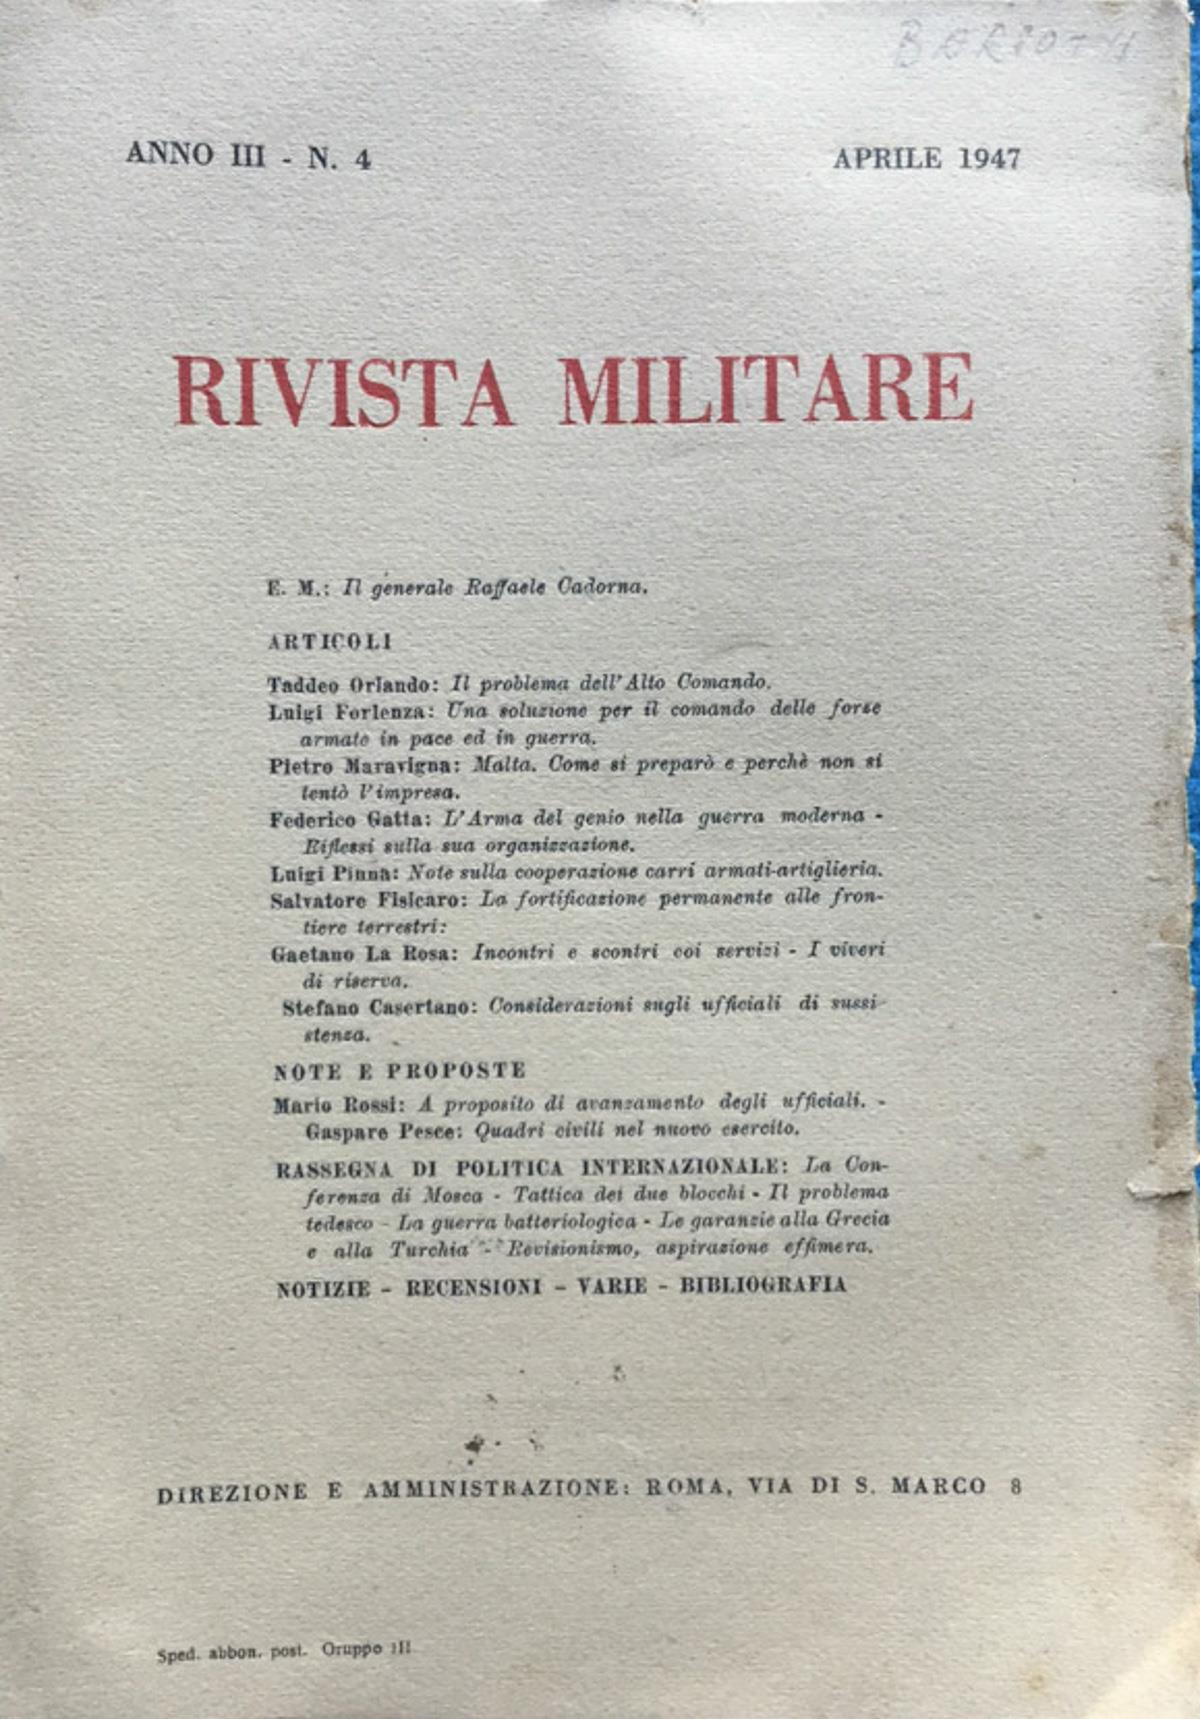 ANNO III - N. 4
APRILE 1947
RIVISTA MILITARE
E. M.: Il generale Raffaele Cadorna.
ARTICOLI
Taddeo Orlando: Il problema dell'Alto Comando.
Luigi Forlenza: Una soluzione per il comando delle forze
armate in pace ed in guerra.
Pietro Maravigna: Malta. Come si preparò e perchè non si
tentò l'impresa.
Federico Gatta: L'Arma del genio nella guerra moderna -
Riflessi sulla sua organizzazione.
Luigi Pinna: Note sulla cooperazione carri armati-artiglieria.
Salvatore Fisicaro: La fortificazione permanente alle fron-
tiere terrestri:
Gaetano La Rosa: Incontri e scontri coi servizi - I viveri
di riserva.
Stefano Casertano: Considerazioni sugli ufficiali di sussi-
stenza.
NOTE E PROPOSTE
Mario Rossi: A proposito di avanzamento degli ufficiali. -
Gaspare Pesce: Quadri civili nel nuovo esercito.
RASSEGNA DI POLITICA INTERNAZIONALE: La Con-
ferenza di Mosca - Tattica dei due blocchi - Il problema
tedesco - La guerra batteriologica - Le garanzie alla Grecia
e alla Turchia - Revisionismo, aspirazione effimera.
NOTIZIE - RECENSIONI - VARIE - BIBLIOGRAFIA
DIREZIONE E AMMINISTRAZIONE: ROMA, VIA DI S. MARCO 8
Sped. abbon. post. Gruppo III